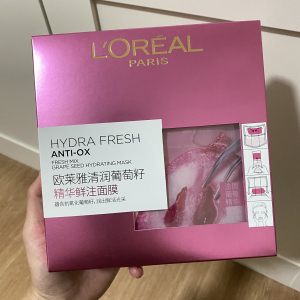 L'ORÉAL
PARIS
HYDRA FRESH
ANTI-OX
FRESH MIX
GRAPE SEED HYDRATING MASK
欧莱雅清润葡萄籽
精华鲜注面膜